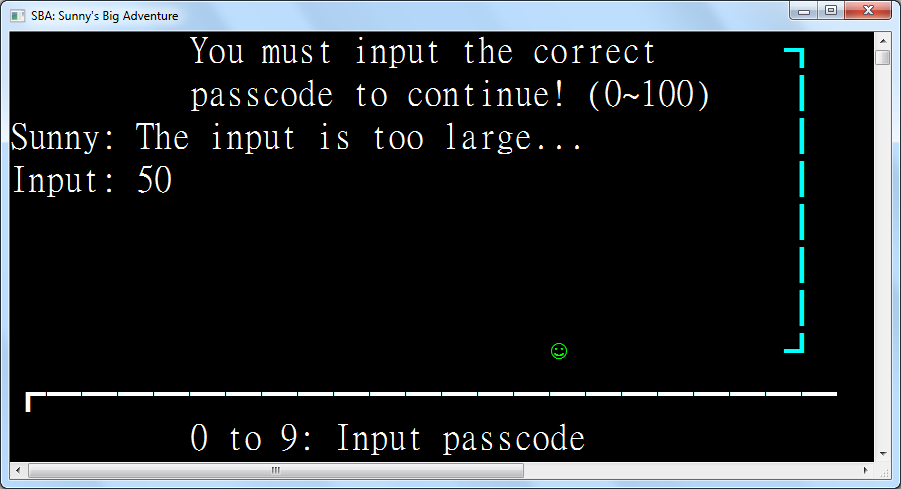 SBA: Sunny's Big Adventure
You must input the correct
passcode to continue! (0~100)
Sunny: The input is too large...
Input: 50
0 to 9: Input passcode